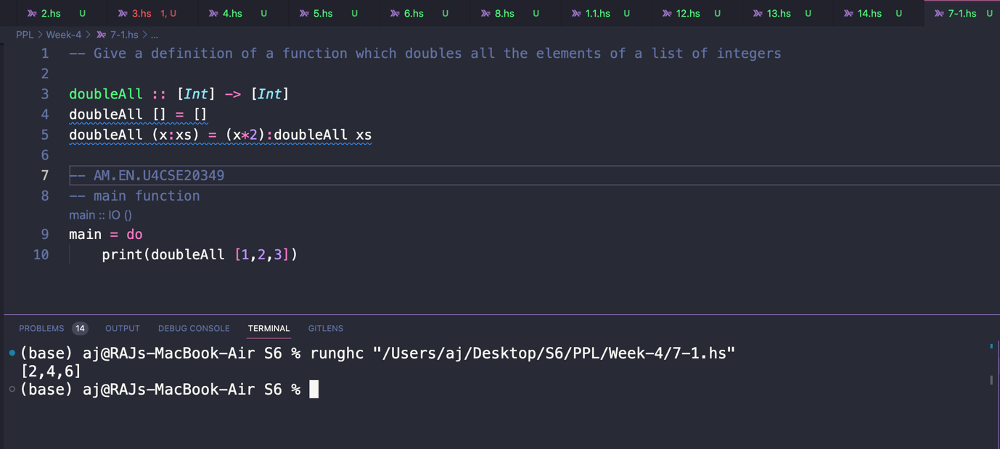 2.hs U 3.hs 1, U 4.hs U 5.hs U 6.hs U 8.hs U 1.1.hs U 12.hs U 13.hs U 14.hs U 7-1.hs U
PPL > Week-4 > 7-1.hs > ...
1 -- Give a definition of a function which doubles all the elements of a list of integers
2
3 doubleAll :: [Int] -> [Int]
4 doubleAll [] = []
5 doubleAll (x:xs) = (x*2):doubleAll xs
6
7 -- AM.EN.U4CSE20349
8 -- main function
main :: IO ()
9 main = do
10 print(doubleAll [1,2,3])
PROBLEMS 14 OUTPUT DEBUG CONSOLE TERMINAL GITLENS
(base) aj@RAJs-MacBook-Air S6 % runghc "/Users/aj/Desktop/S6/PPL/Week-4/7-1.hs"
[2,4,6]
(base) aj@RAJs-MacBook-Air S6 %